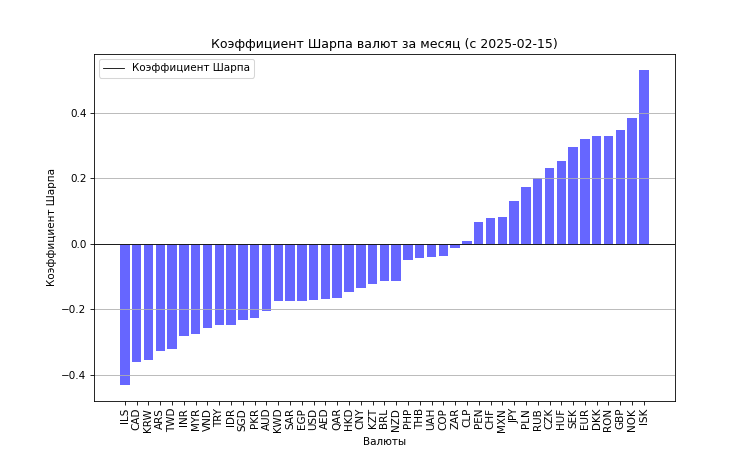 Коэффициент Шарпа валют за месяц (с 2025-02-15)
Коэффициент Шарпа
Коэффициент Шарпа
0.4
0.2
0.0
−0.2
−0.4
ILS CAD KRW ARS TWD INR MYR VND TRY IDR SGD PKR AUD KWD SAR EGP USD AED QAR HKD CNY KZT BRL NZD PHP THB UAH COP ZAR CLP PEN CHF MXN JPY PLN RUB CZK HUF SEK EUR DKK RON GBP NOK ISK
Валюты